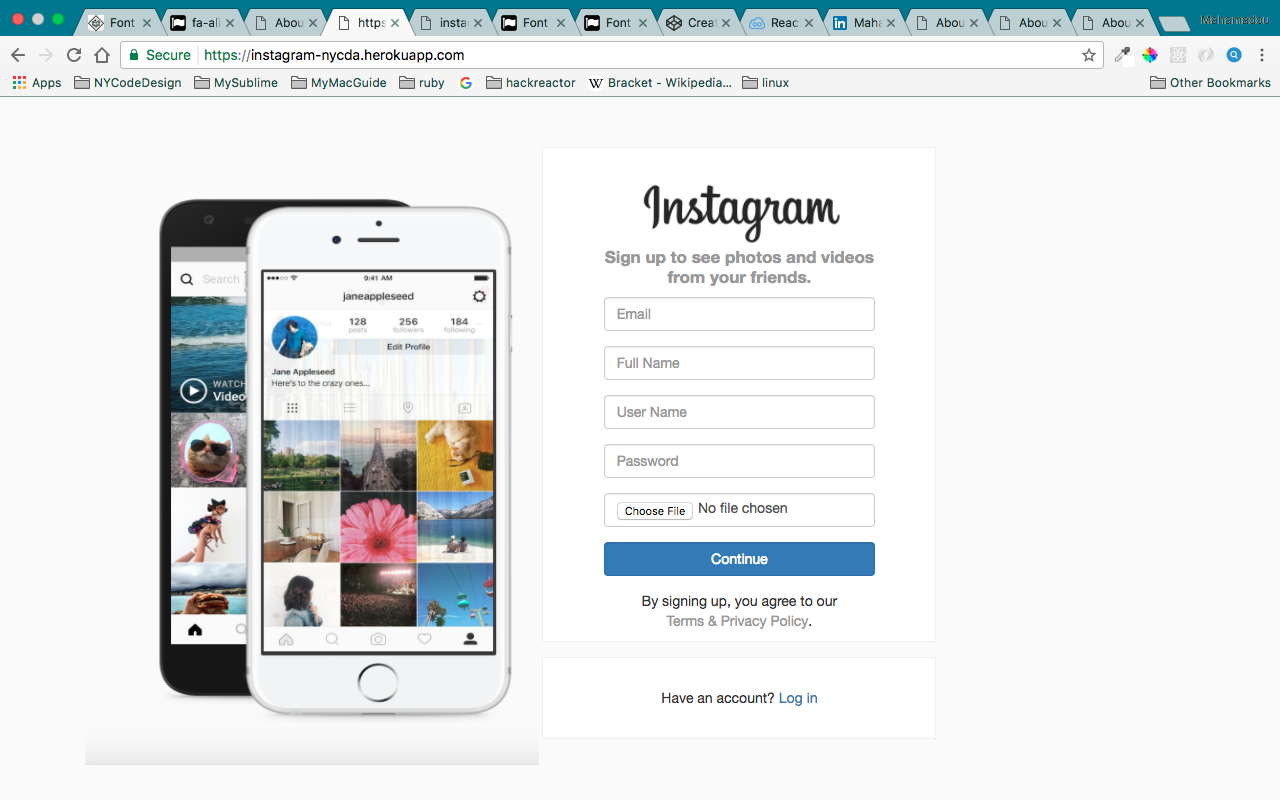 Font
fa-ali
Abou
https
insta
Font
Font
Creat
Reac
Maha
Abou
Abou
Abou
Mahamadou
Secure
https://instagram-nycda.herokuapp.com
Apps
NYCodeDesign
MySublime
MyMacGuide
ruby
hackreactor
W Bracket - Wikipedia...
linux
Other Bookmarks
Search
WATCH
Video
9:41 AM
janeappleseed
128
256
184
posts
followers
following
Edit Profile
Jane Appleseed
Here's to the crazy ones...
Instagram
Sign up to see photos and videos
from your friends.
Email
Full Name
User Name
Password
Choose File No file chosen
Continue
By signing up, you agree to our
Terms & Privacy Policy.
Have an account? Log in